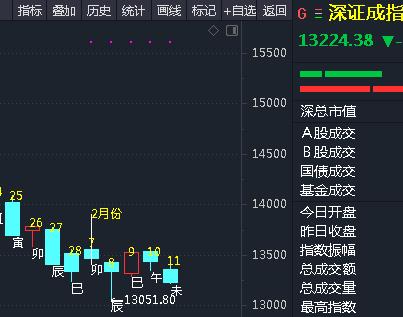 指标 叠加 历史 统计 画线 标记 +自选 返回
G 深证成指
13224.38 ▼-
15500
15000
14500
14000
13500
13000
25 26 27 28 7 8 9 10 11
2月份
寅 卯 辰 巳 卯 辰 巳 午 未
13051.80
深总市值
A股成交
B股成交
国债成交
基金成交
今日开盘
昨日收盘
指数振幅
总成交额
总成交量
最高指数